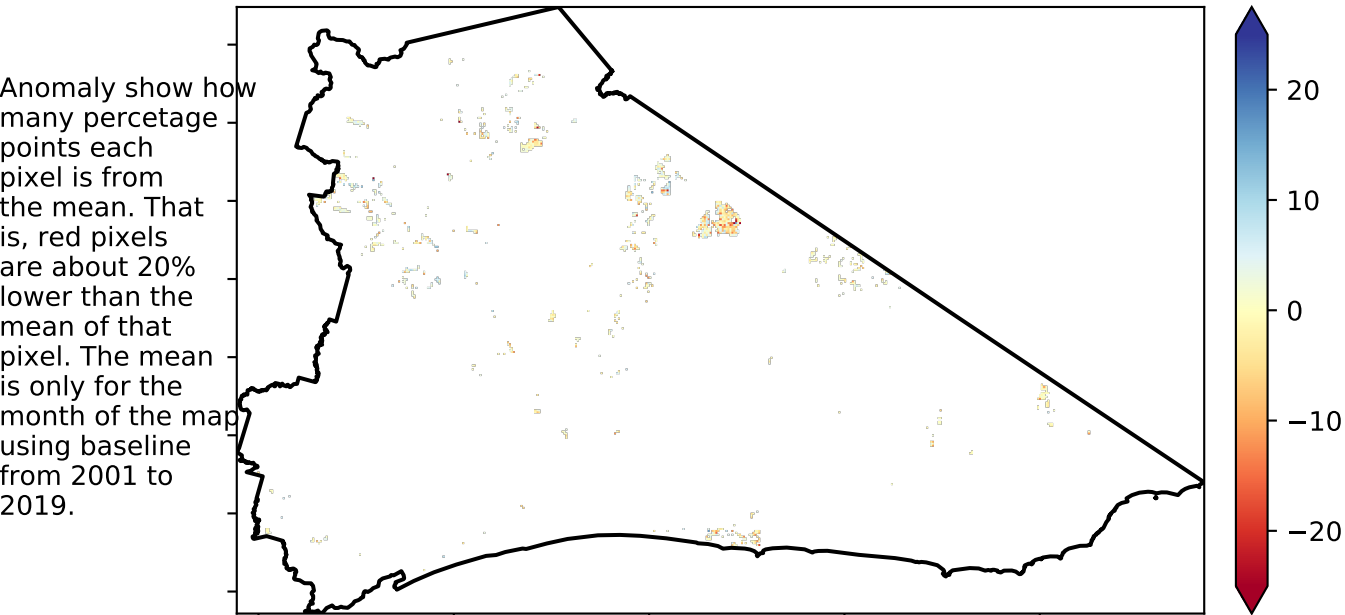 Anomaly show how
many percetage
points each
pixel is from
the mean. That
is, red pixels
are about 20%
lower than the
mean of that
pixel. The mean
is only for the
month of the map
using baseline
from 2001 to
2019.
20
10
0
−10
−20